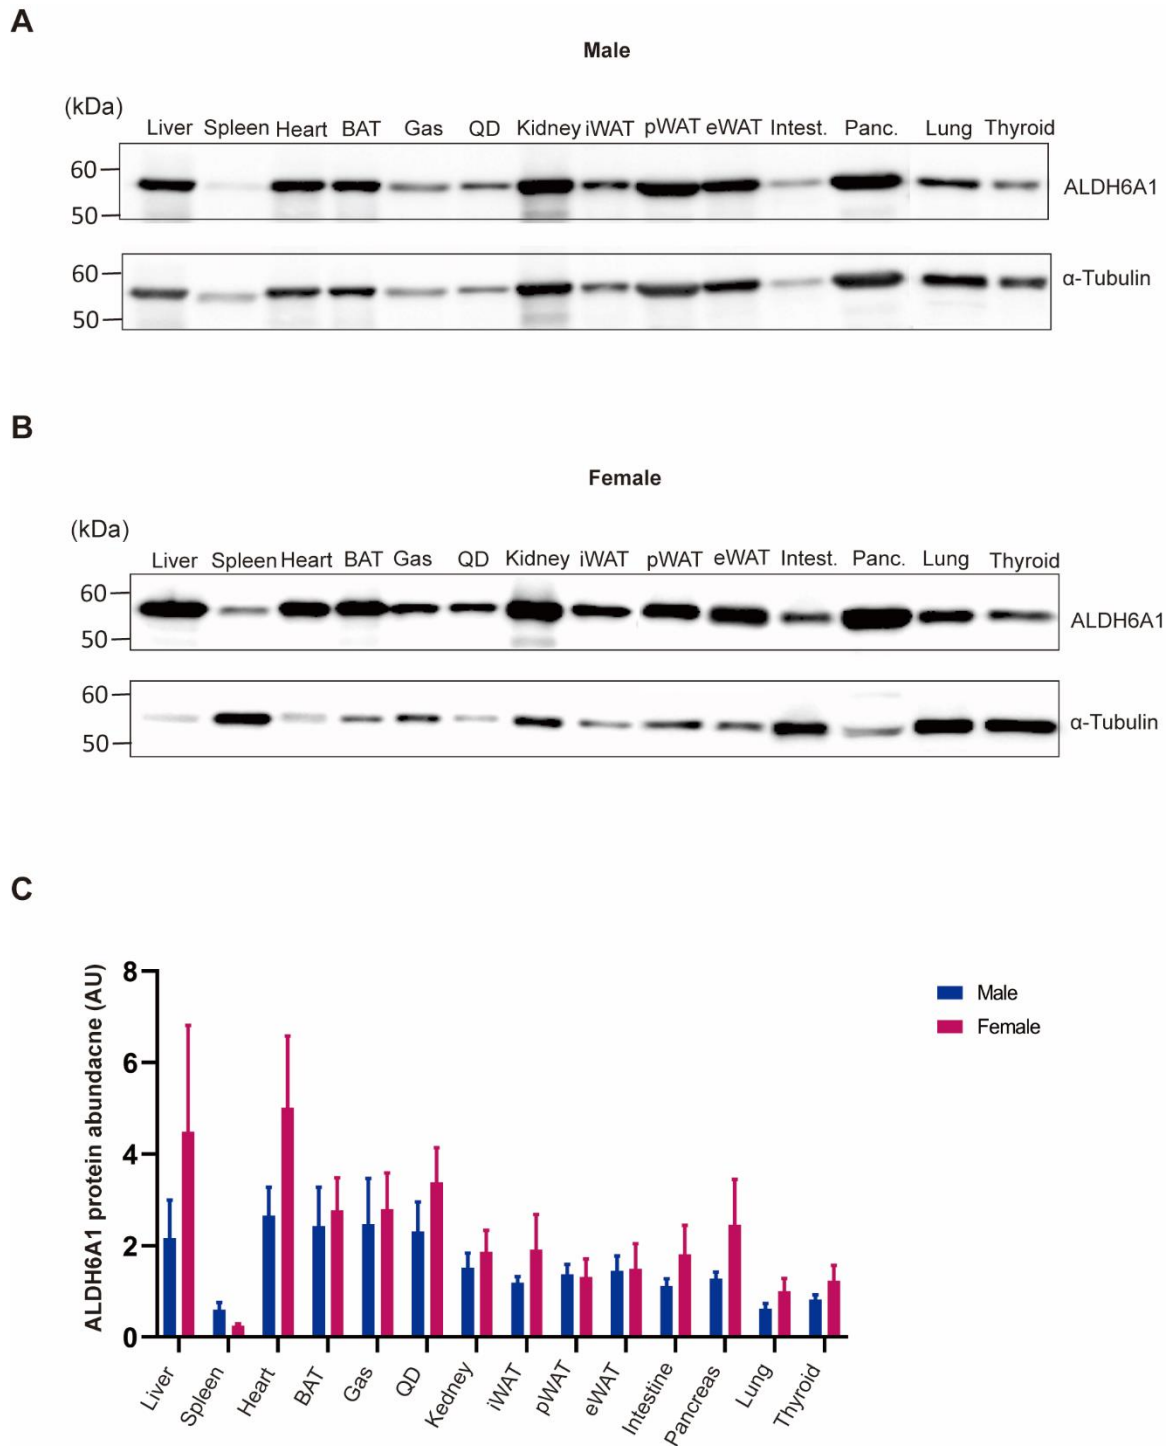 A
Male
(kDa)
Liver Spleen Heart BAT Gas QD Kidney iWAT pWAT eWAT Intest. Panc. Lung Thyroid
60
50
ALDH6A1
60
50
α-Tubulin
B
Female
(kDa)
Liver Spleen Heart BAT Gas QD Kidney iWAT pWAT eWAT Intest. Panc. Lung Thyroid
60
50
ALDH6A1
60
50
α-Tubulin
C
ALDH6A1 protein abundacne (AU)
8
6
4
2
0
Male
Female
Liver
Spleen
Heart
BAT
Gas
QD
Kedney
iWAT
pWAT
eWAT
Intestine
Pancreas
Lung
Thyroid